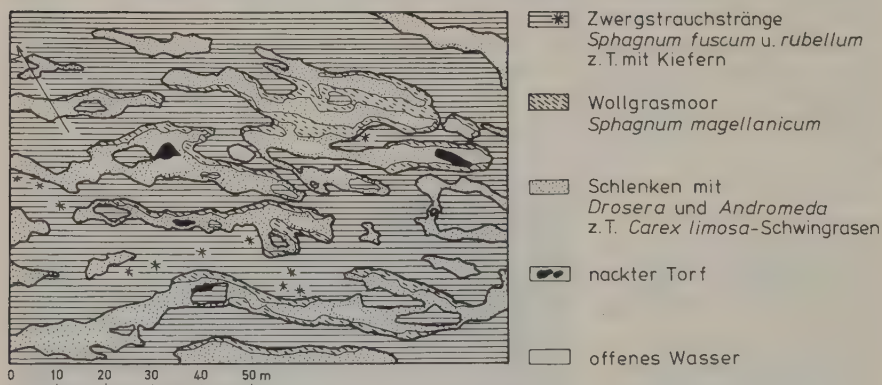 Zwergstrauchstränge
Sphagnum fuscum u. rubellum
z.T. mit Kiefern
Wollgrasmoor
Sphagnum magellanicum
Schlenken mit
Drosera und Andromeda
z.T. Carex limosa-Schwingrasen
nackter Torf
offenes Wasser
0 10 20 30 40 50 m